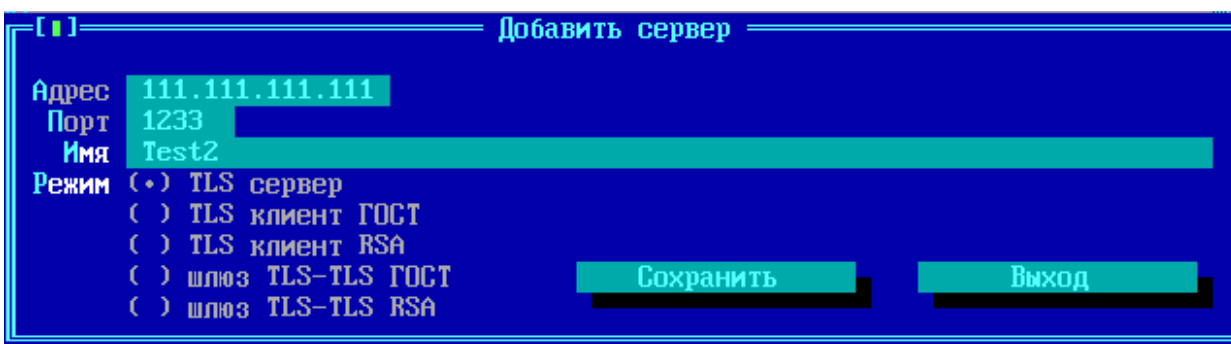 [▮] Добавить сервер
Адрес 111.111.111.111
Порт 1233
Имя Test2
Режим (•) TLS сервер
( ) TLS клиент ГОСТ
( ) TLS клиент RSA
( ) шлюз TLS-TLS ГОСТ Сохранить Выход
( ) шлюз TLS-TLS RSA